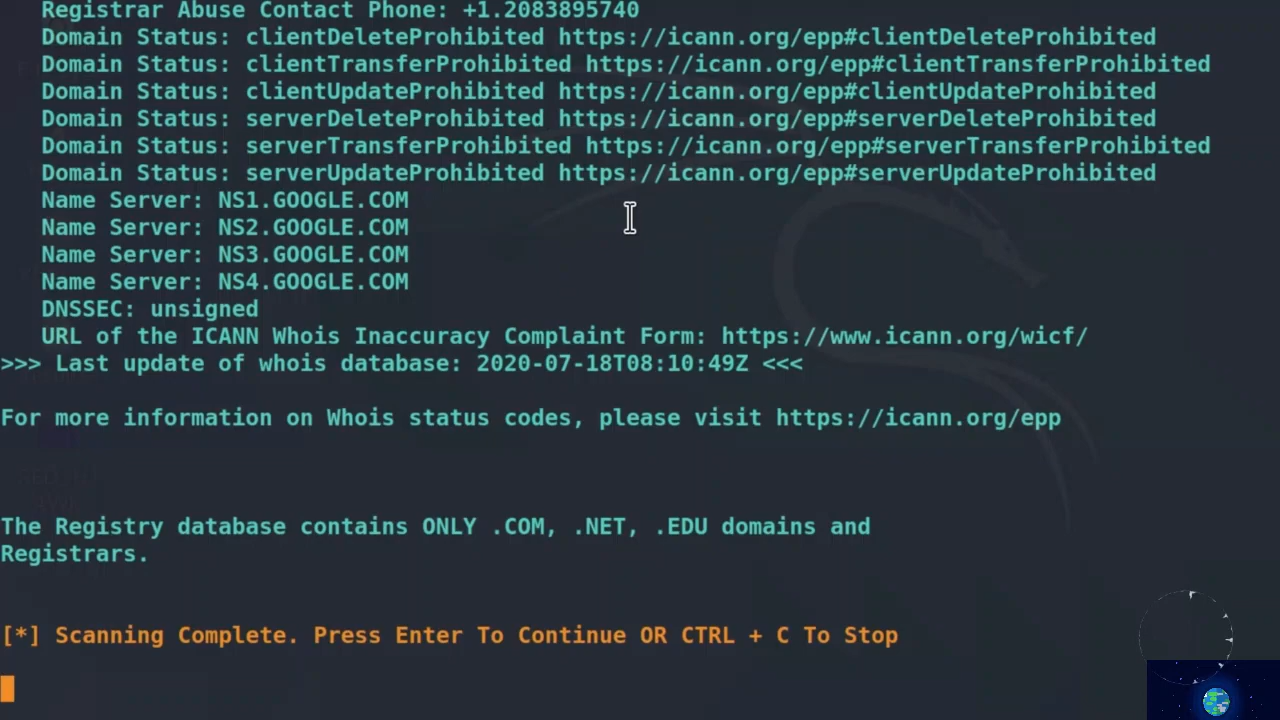 Registrar Abuse Contact Phone: +1.2083895740
Domain Status: clientDeleteProhibited https://icann.org/epp#clientDeleteProhibited
Domain Status: clientTransferProhibited https://icann.org/epp#clientTransferProhibited
Domain Status: clientUpdateProhibited https://icann.org/epp#clientUpdateProhibited
Domain Status: serverDeleteProhibited https://icann.org/epp#serverDeleteProhibited
Domain Status: serverTransferProhibited https://icann.org/epp#serverTransferProhibited
Domain Status: serverUpdateProhibited https://icann.org/epp#serverUpdateProhibited
Name Server: NS1.GOOGLE.COM
Name Server: NS2.GOOGLE.COM
Name Server: NS3.GOOGLE.COM
Name Server: NS4.GOOGLE.COM
DNSSEC: unsigned
URL of the ICANN Whois Inaccuracy Complaint Form: https://www.icann.org/wicf/
>>> Last update of whois database: 2020-07-18T08:10:49Z <<<
For more information on Whois status codes, please visit https://icann.org/epp
The Registry database contains ONLY .COM, .NET, .EDU domains and
Registrars.
[*] Scanning Complete. Press Enter To Continue OR CTRL + C To Stop